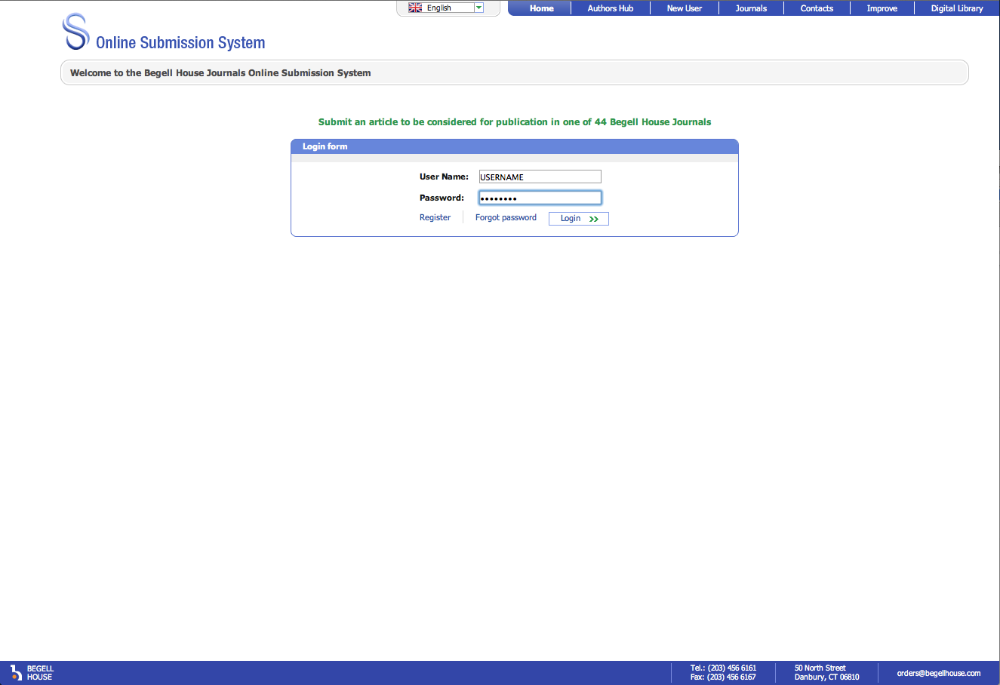 English
Home
Authors Hub
New User
Journals
Contacts
Improve
Digital Library
Online Submission System
Welcome to the Begell House Journals Online Submission System
Submit an article to be considered for publication in one of 44 Begell House Journals
Login form
User Name: USERNAME
Password: ••••••••
Register
Forgot password
Login
BEGELL
HOUSE
Tel.: (203) 456 6161
Fax: (203) 456 6167
50 North Street
Danbury, CT 06810
orders@begellhouse.com